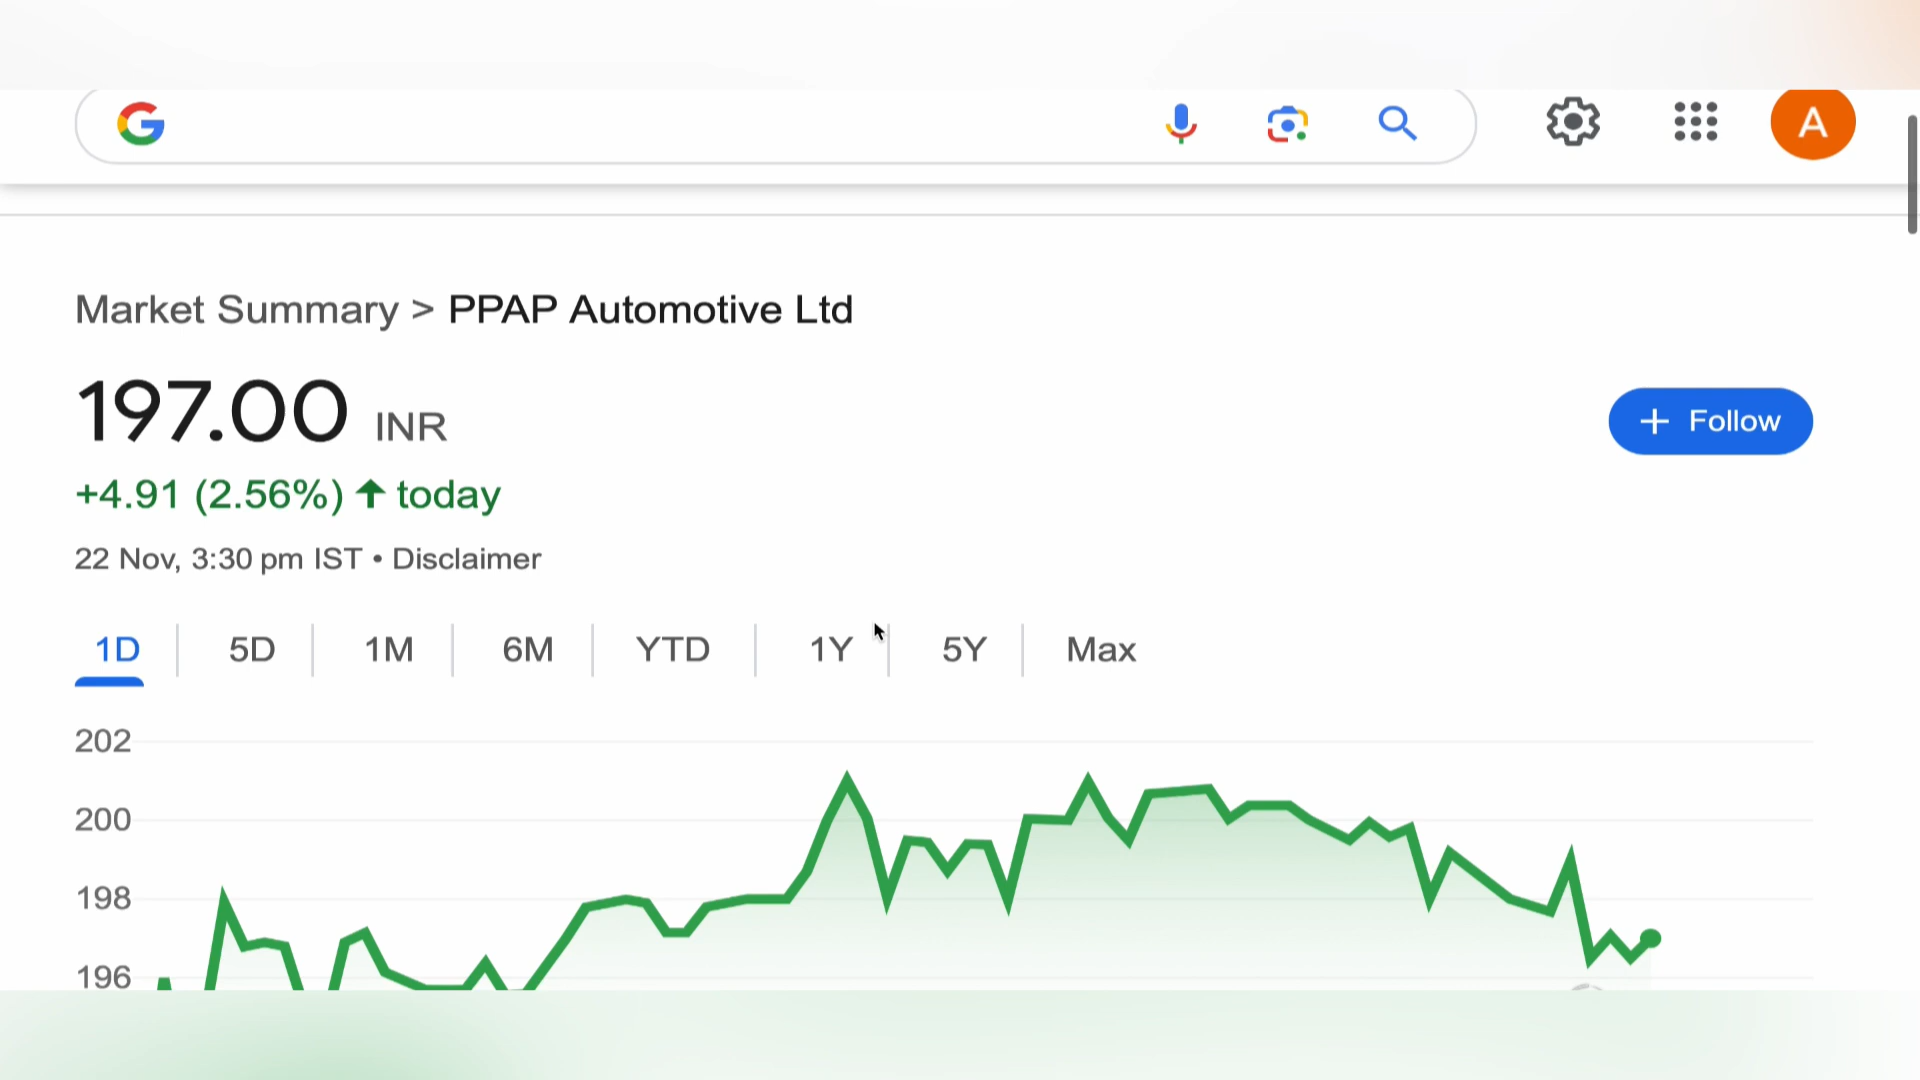 A
Market Summary > PPAP Automotive Ltd
197.00 INR
+ Follow
+4.91 (2.56%) ↑ today
22 Nov, 3:30 pm IST • Disclaimer
1D 5D 1M 6M YTD 1Y 5Y Max
202
200
198
196